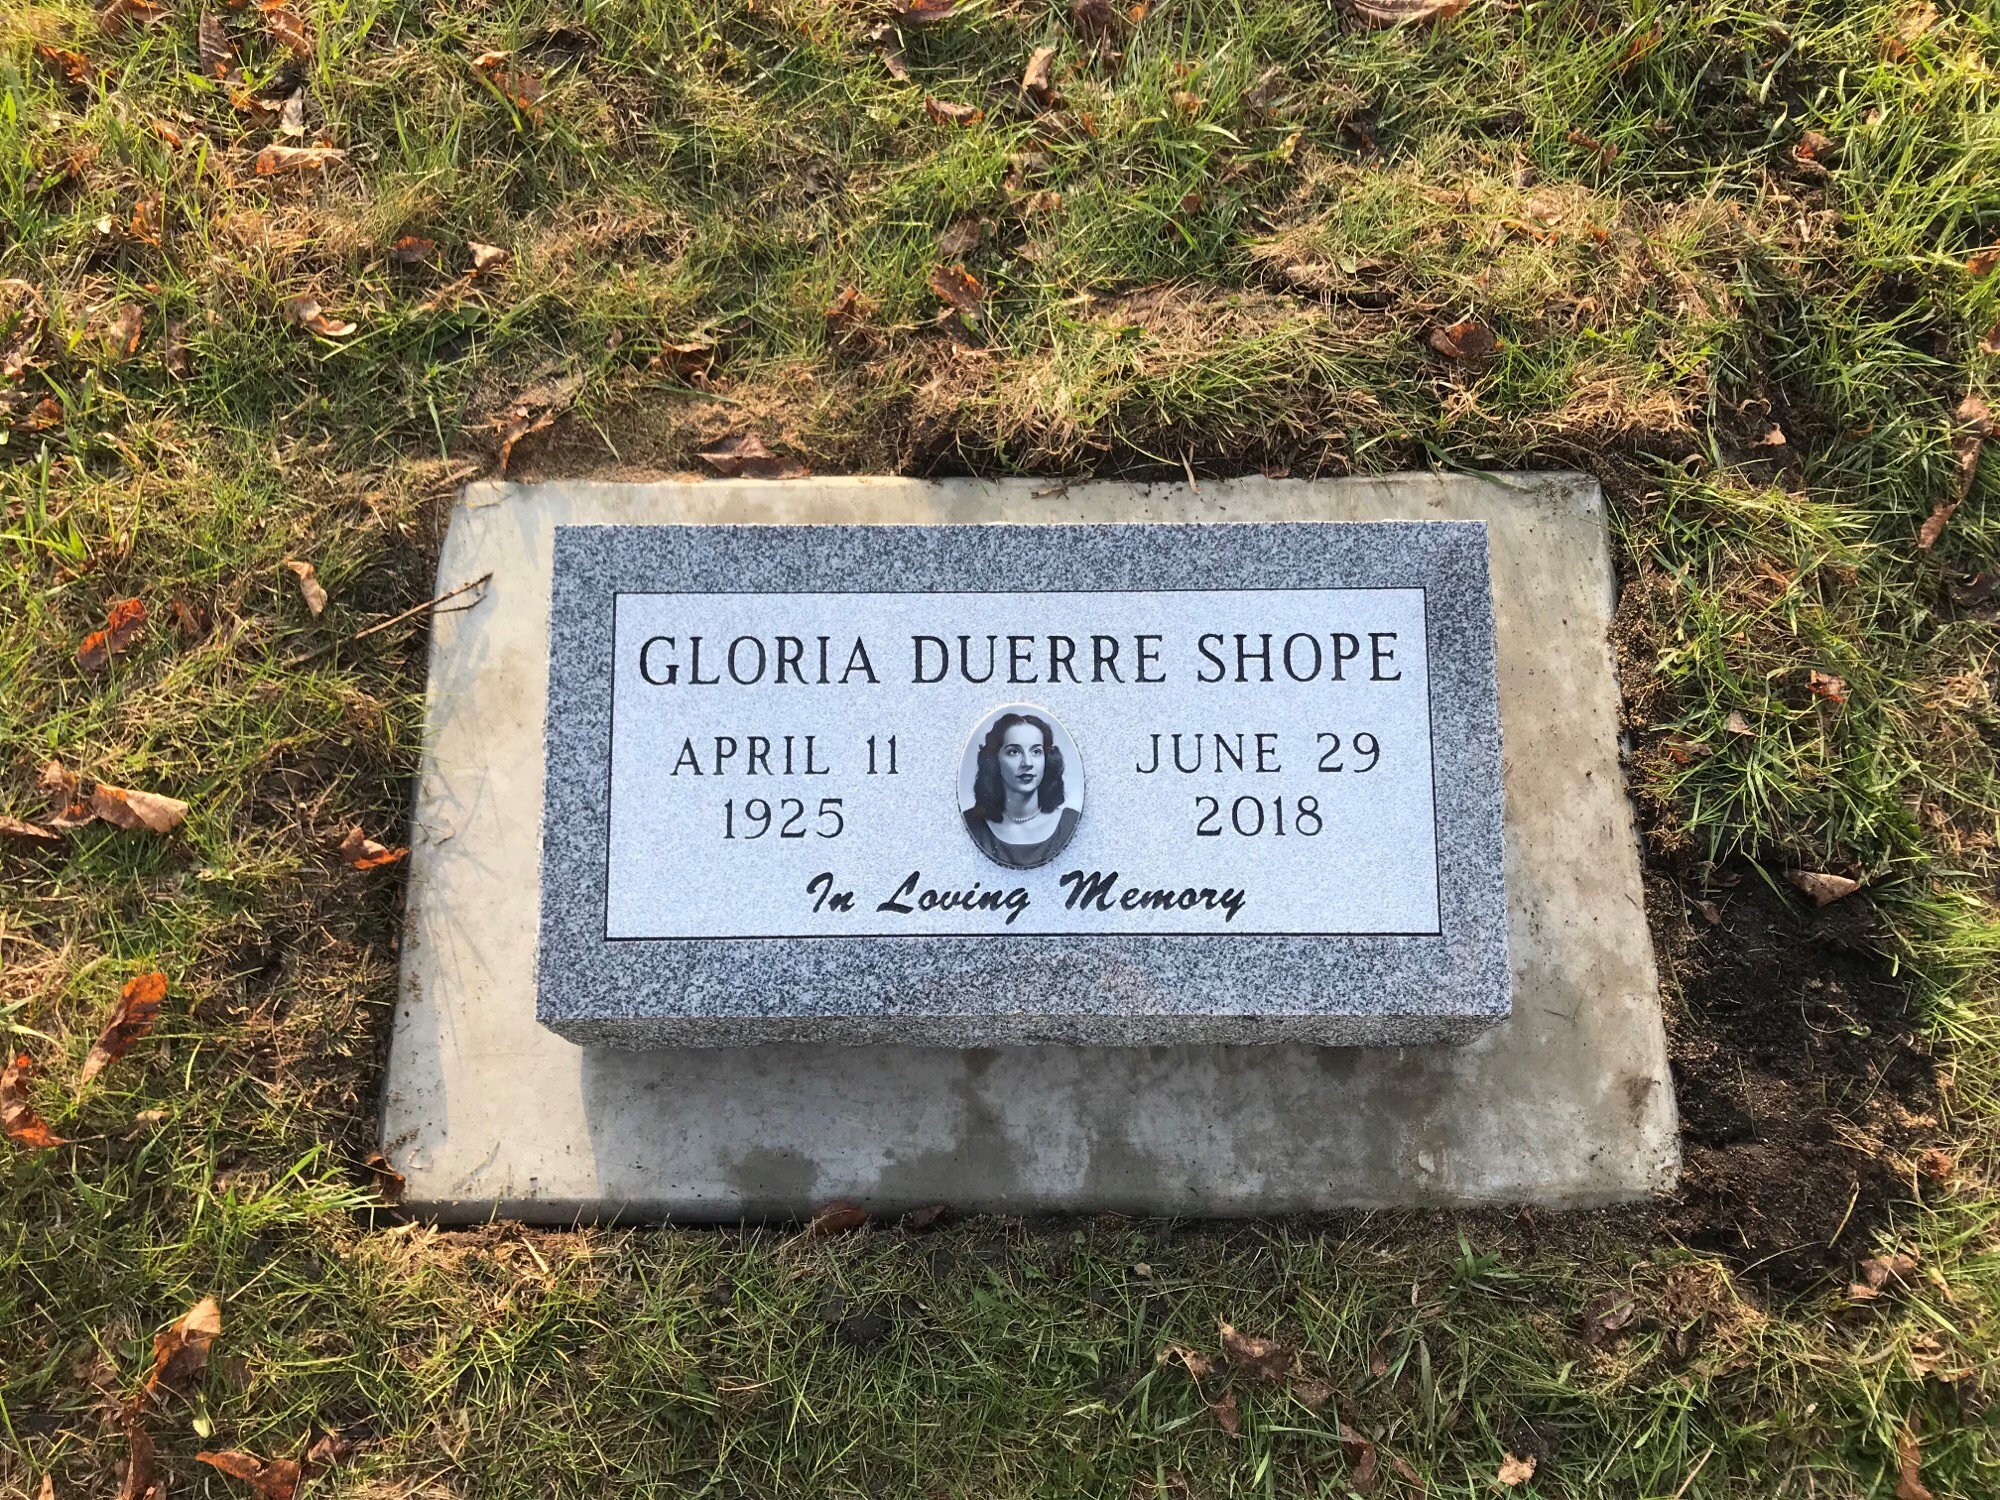 GLORIA DUERRE SHOPE
APRIL 11
1925
JUNE 29
2018
In Loving Memory